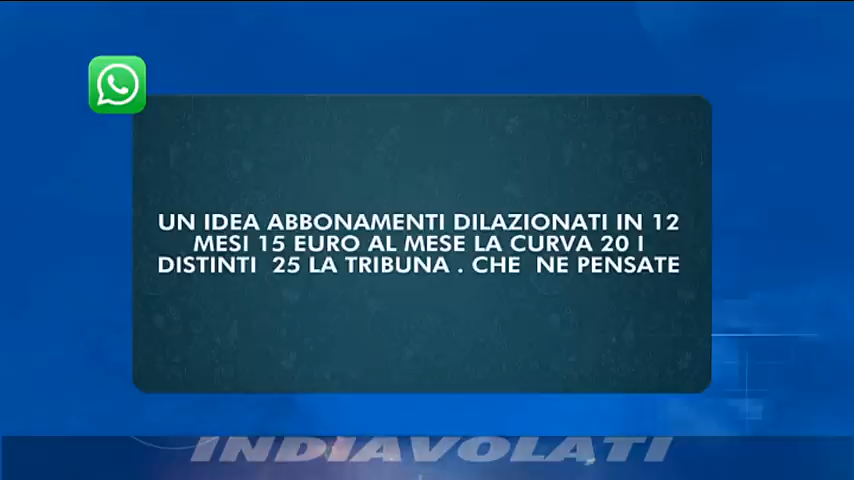 UN IDEA ABBONAMENTI DILAZIONATI IN 12
MESI 15 EURO AL MESE LA CURVA 20 I
DISTINTI  25 LA TRIBUNA . CHE  NE PENSATE
INDIAVOLATI